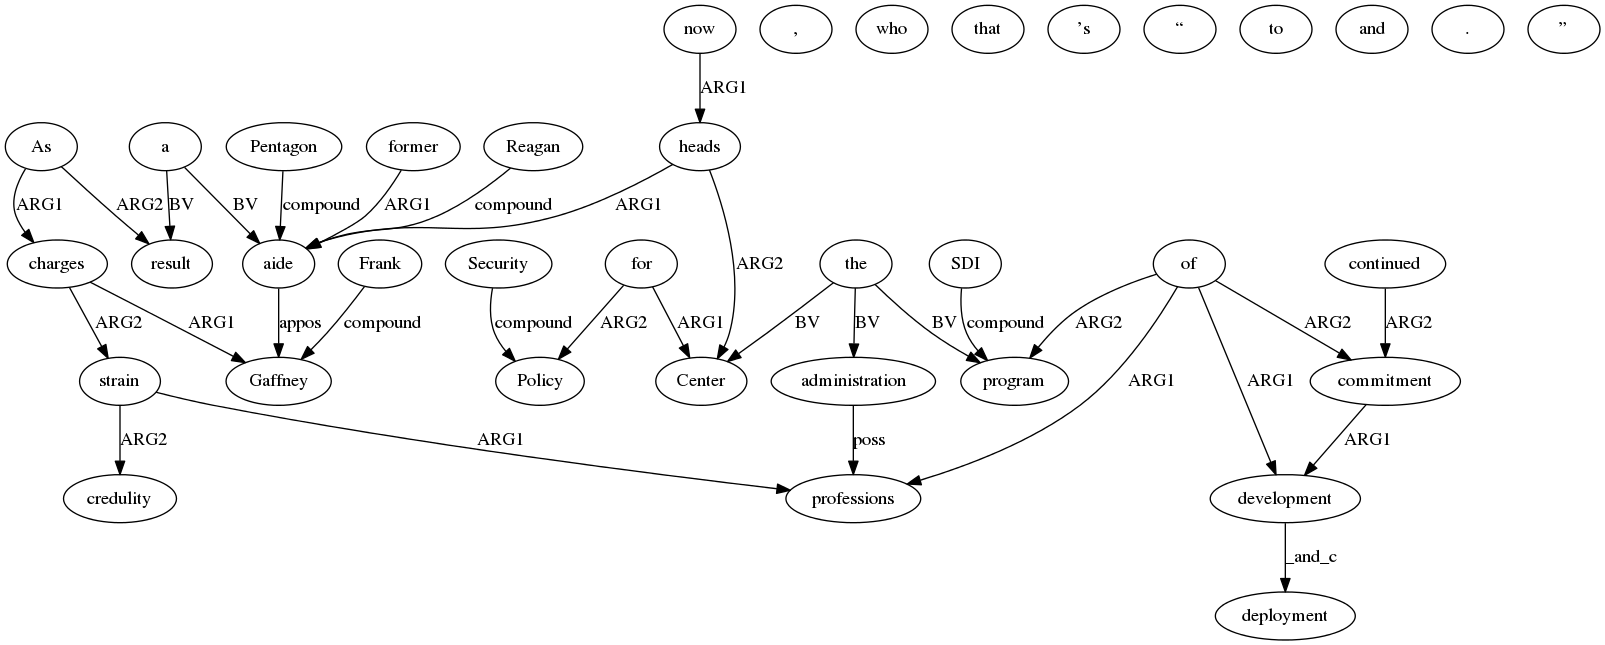 now , who that ’s “ to and . ”
ARG1
As a Pentagon former Reagan heads
ARG1 ARG2 BV BV compound ARG1 compound ARG1 ARG2
charges result aide Frank Security for the SDI of continued
ARG2 ARG1 appos compound compound ARG2 ARG1 BV BV BV compound ARG2 ARG1 ARG1 ARG2 ARG2
strain Gaffney Policy Center administration program commitment
ARG2 ARG1 poss ARG1
credulity professions development
_and_c
deployment